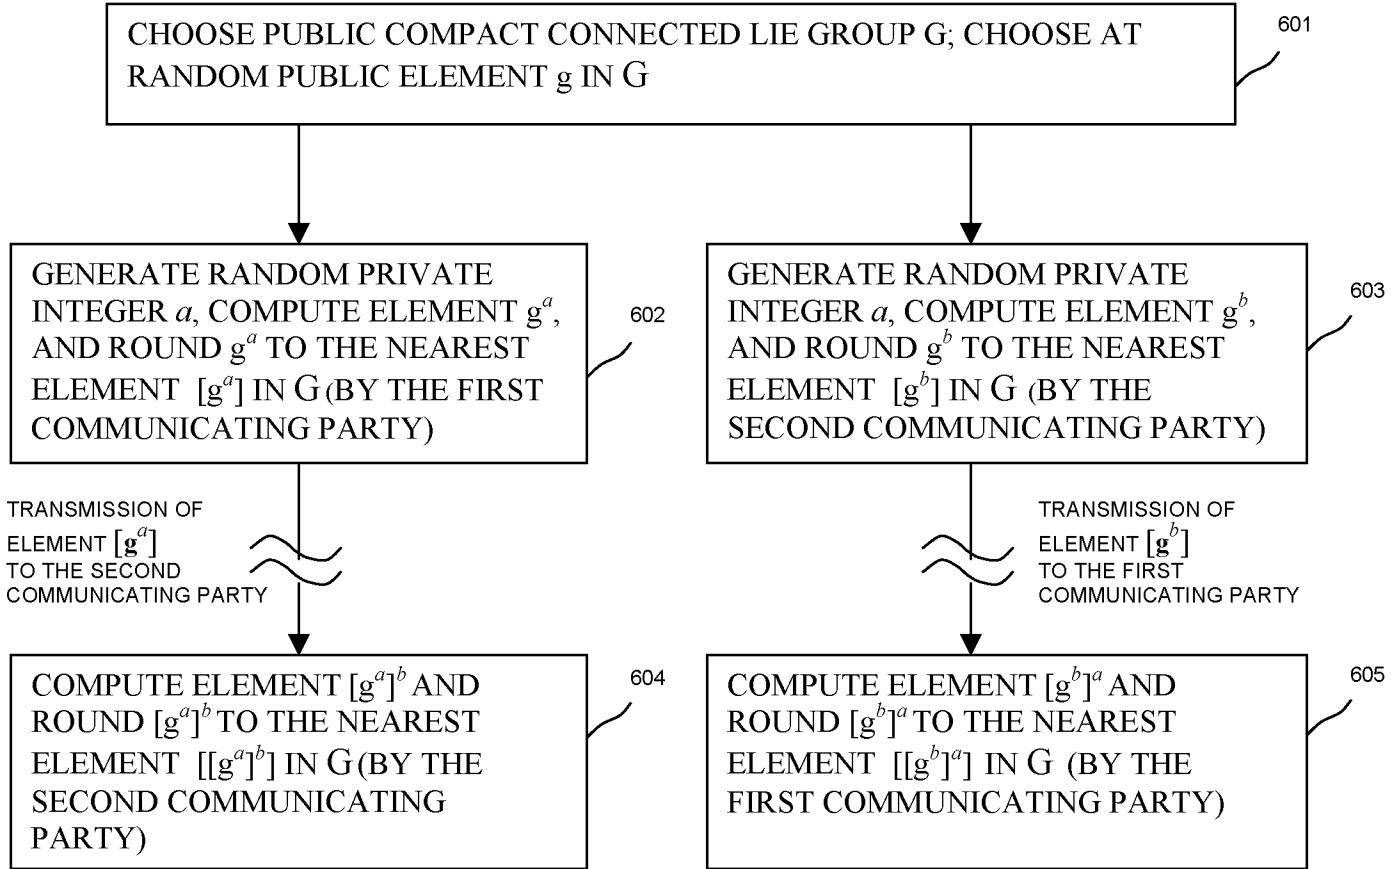 CHOOSE PUBLIC COMPACT CONNECTED LIE GROUP G; CHOOSE AT
RANDOM PUBLIC ELEMENT g IN G
601
GENERATE RANDOM PRIVATE
INTEGER a, COMPUTE ELEMENT gᵃ,
AND ROUND gᵃ TO THE NEAREST
ELEMENT [gᵃ] IN G (BY THE FIRST
COMMUNICATING PARTY)
602
GENERATE RANDOM PRIVATE
INTEGER a, COMPUTE ELEMENT gᵇ,
AND ROUND gᵇ TO THE NEAREST
ELEMENT [gᵇ] IN G (BY THE
SECOND COMMUNICATING PARTY)
603
TRANSMISSION OF
ELEMENT [gᵃ]
TO THE SECOND
COMMUNICATING PARTY
TRANSMISSION OF
ELEMENT [gᵇ]
TO THE FIRST
COMMUNICATING PARTY
COMPUTE ELEMENT [gᵃ]ᵇ AND
ROUND [gᵃ]ᵇ TO THE NEAREST
ELEMENT [[gᵃ]ᵇ] IN G (BY THE
SECOND COMMUNICATING
PARTY)
604
COMPUTE ELEMENT [gᵇ]ᵃ AND
ROUND [gᵇ]ᵃ TO THE NEAREST
ELEMENT [[gᵇ]ᵃ] IN G (BY THE
FIRST COMMUNICATING PARTY)
605